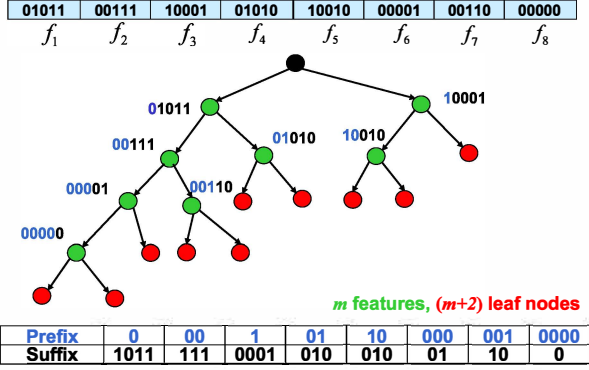 01011 00111 10001 01010 10010 00001 00110 00000
f1 f2 f3 f4 f5 f6 f7 f8
10001
01011
00111 01010 10010
00001 00110
00000
m features, (m+2) leaf nodes
Prefix 0 00 1 01 10 000 001 0000
Suffix 1011 111 0001 010 010 01 10 0